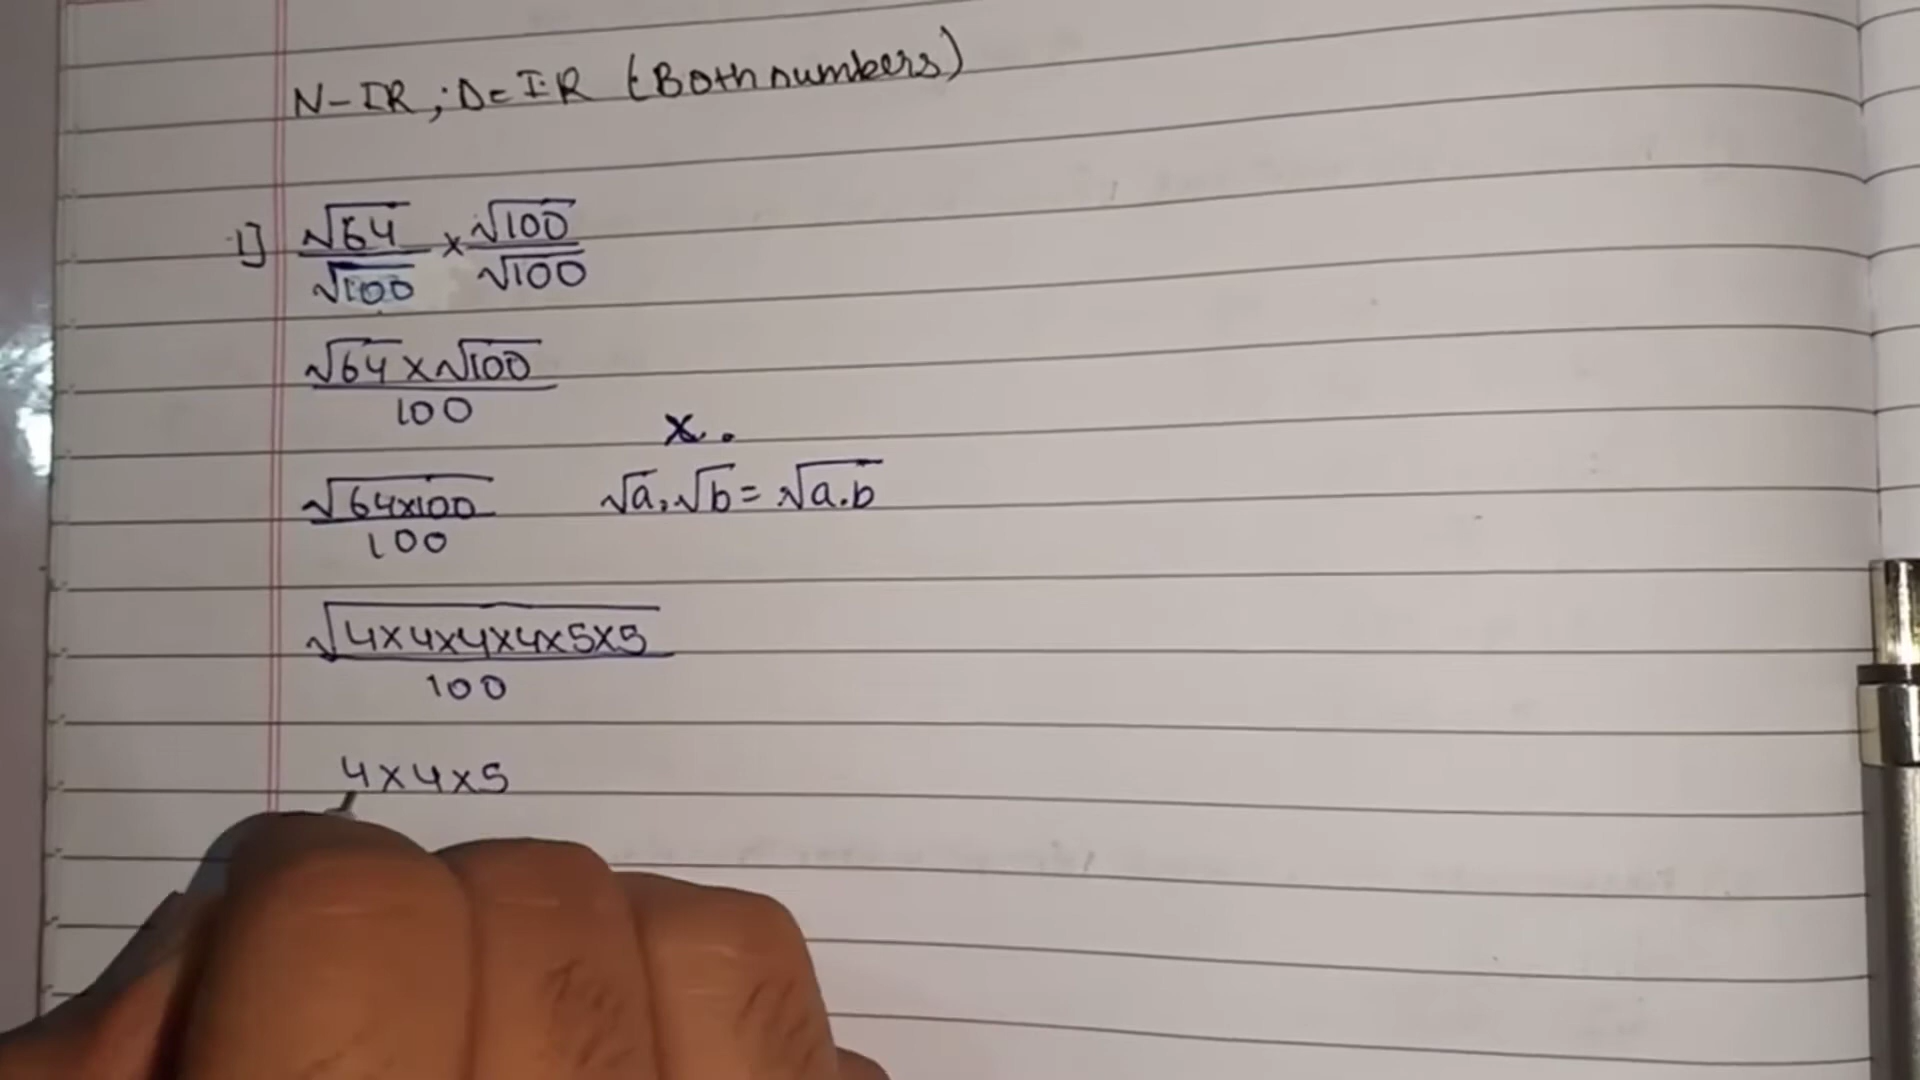 N-IR ; D=I·R (Both numbers)
1] √64/√100 × √100/√100
√64 × √100 / 100
× .
√64×100 / 100
√a.√b = √a.b
√4×4×4×4×5×5 / 100
4×4×5